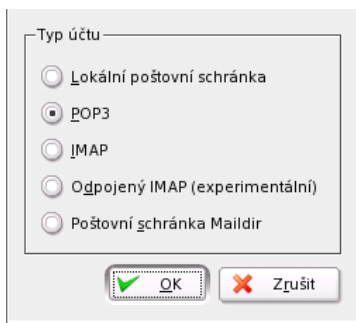 Typ účtu
Lokální poštovní schránka
POP3
IMAP
Odpojený IMAP (experimentální)
Poštovní schránka Maildir
OK
Zrušit